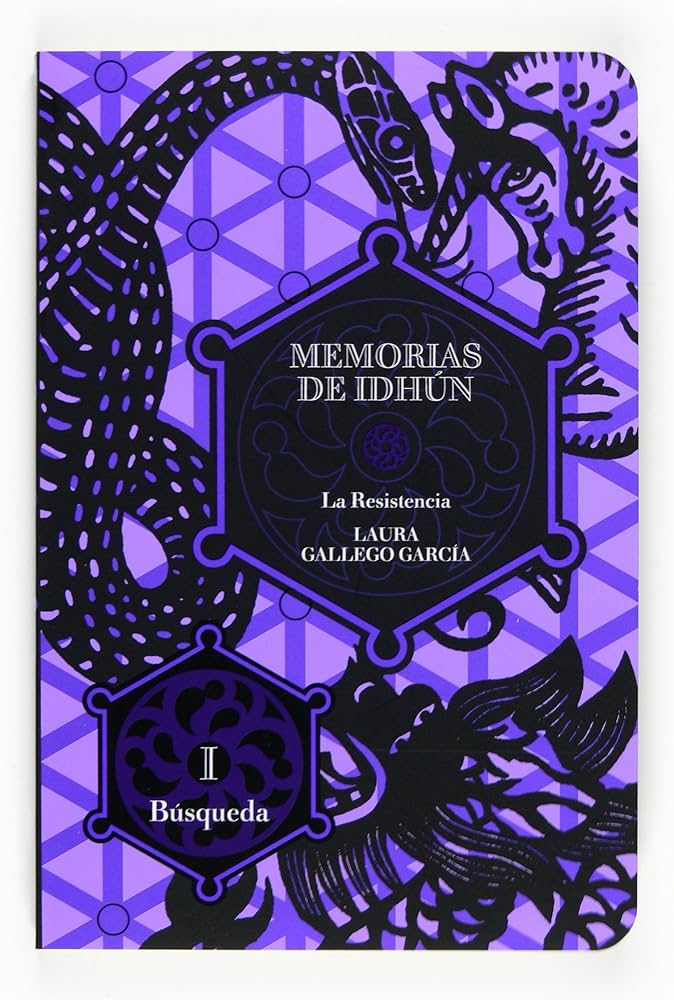 MEMORIAS
DE IDHÚN
La Resistencia
LAURA
GALLEGO GARCÍA
I
Búsqueda